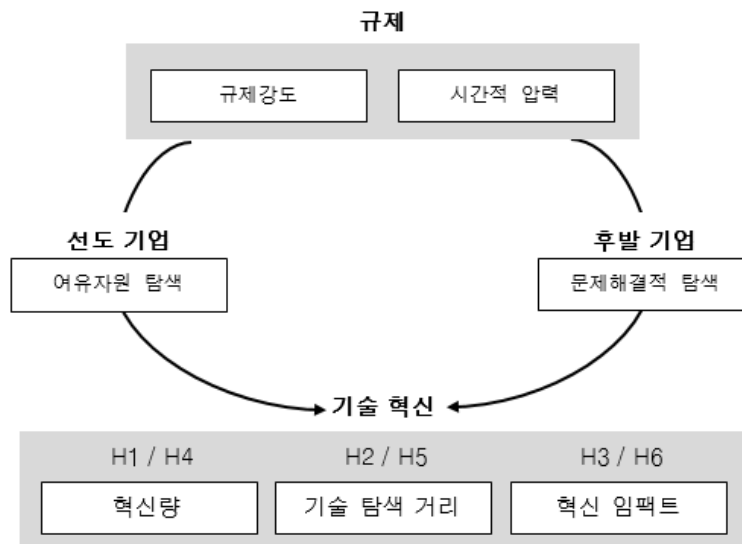 규제
규제강도
시간적 압력
선도 기업
후발 기업
여유자원 탐색
문제해결적 탐색
기술 혁신
H1 / H4
H2 / H5
H3 / H6
혁신량
기술 탐색 거리
혁신 임팩트